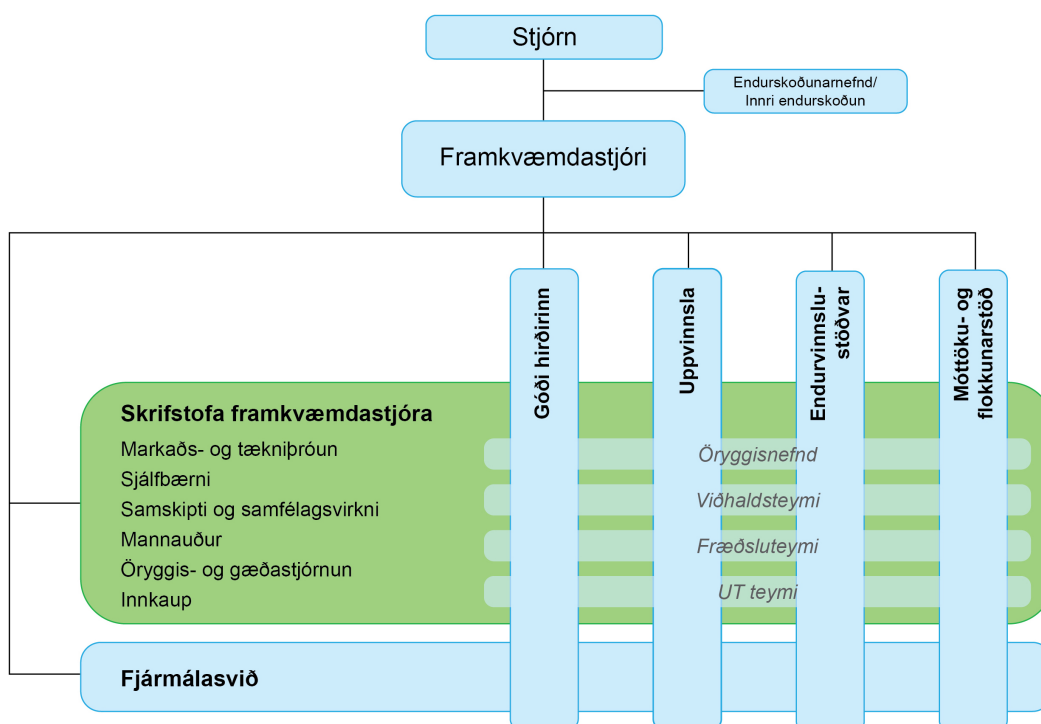 Stjórn
Endurskoðunarnefnd/
Innri endurskoðun
Framkvæmdastjóri
Góði hirðirinn
Uppvinnsla
Endurvinnslu-
stöðvar
Móttöku- og
flokkunarstöð
Skrifstofa framkvæmdastjóra
Markaðs- og tækniþróun
Sjálfbærni
Samskipti og samfélagsvirkni
Mannauður
Öryggis- og gæðastjórnun
Innkaup
Öryggisnefnd
Viðhaldsteymi
Fræðsluteymi
UT teymi
Fjármálasvið